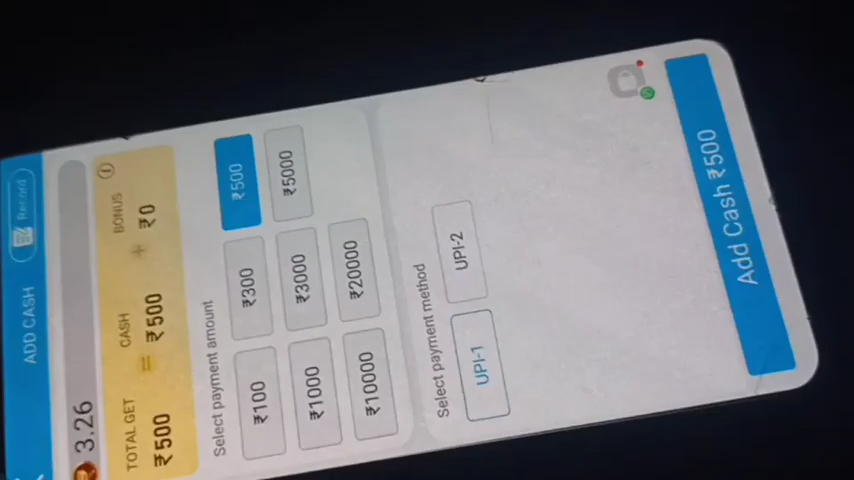 ADD CASH
Record
3.26
TOTAL GET CASH BONUS
₹500 = ₹500 + ₹0
Select payment amount
₹100 ₹300 ₹500
₹1000 ₹3000 ₹5000
₹10000 ₹20000
Select payment method
UPI-1 UPI-2
Add Cash ₹500